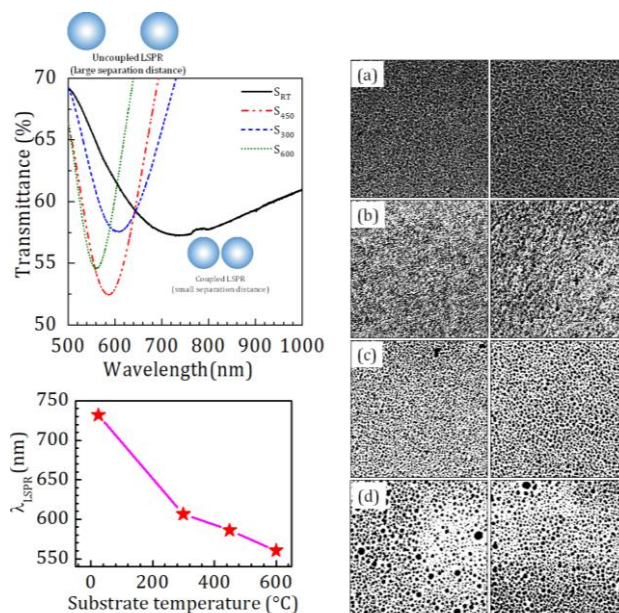 Uncoupled LSPR
(large separation distance)
70
65
60
55
50
Transmittance (%)
S_RT
S_450
S_300
S_600
Coupled LSPR
(small separation distance)
500 600 700 800 900 1000
Wavelength(nm)
750
700
650
600
550
λ_LSPR (nm)
0 200 400 600
Substrate temperature (°C)
(a)
(b)
(c)
(d)